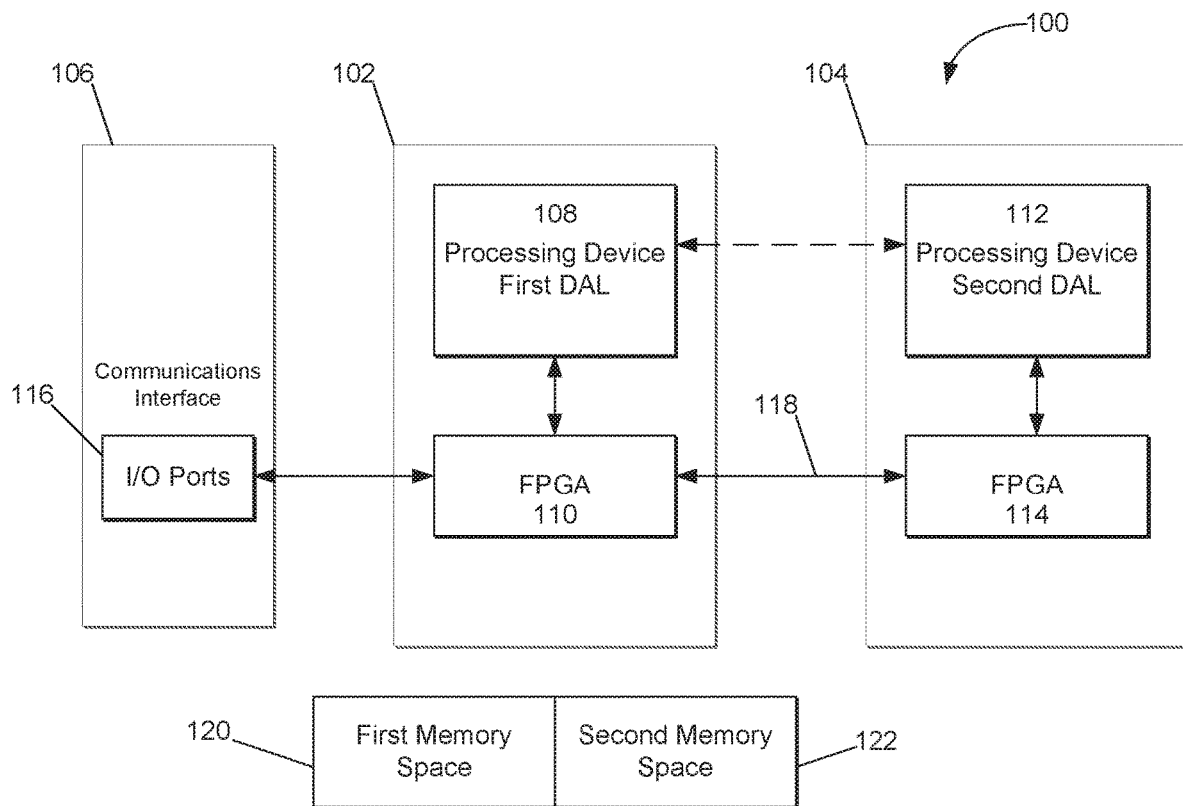 100
106
102
104
108
Processing Device
First DAL
112
Processing Device
Second DAL
Communications
Interface
116
I/O Ports
118
FPGA
110
FPGA
114
120
First Memory
Space
Second Memory
Space
122